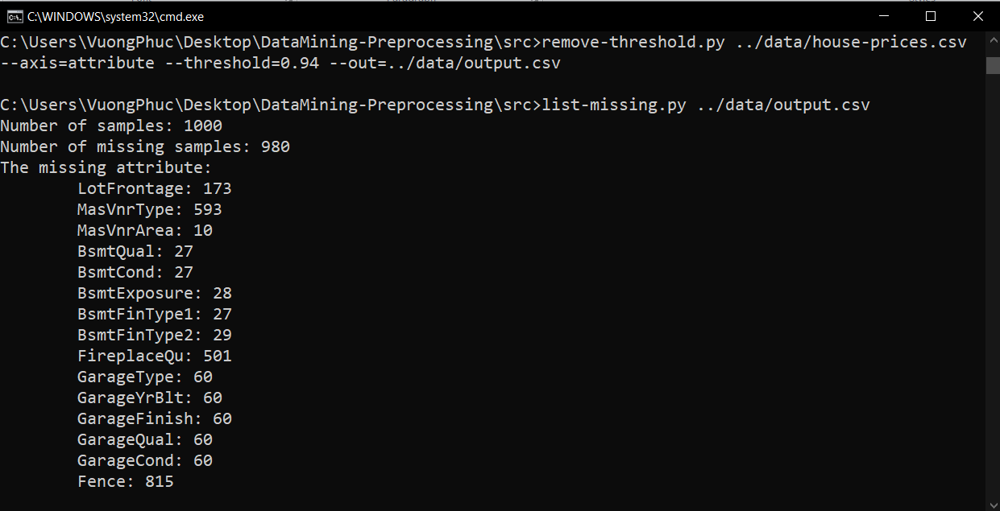 C:\WINDOWS\system32\cmd.exe
C:\Users\VuongPhuc\Desktop\DataMining-Preprocessing\src>remove-threshold.py ../data/house-prices.csv
--axis=attribute --threshold=0.94 --out=../data/output.csv
C:\Users\VuongPhuc\Desktop\DataMining-Preprocessing\src>list-missing.py ../data/output.csv
Number of samples: 1000
Number of missing samples: 980
The missing attribute:
LotFrontage: 173
MasVnrType: 593
MasVnrArea: 10
BsmtQual: 27
BsmtCond: 27
BsmtExposure: 28
BsmtFinType1: 27
BsmtFinType2: 29
FireplaceQu: 501
GarageType: 60
GarageYrBlt: 60
GarageFinish: 60
GarageQual: 60
GarageCond: 60
Fence: 815